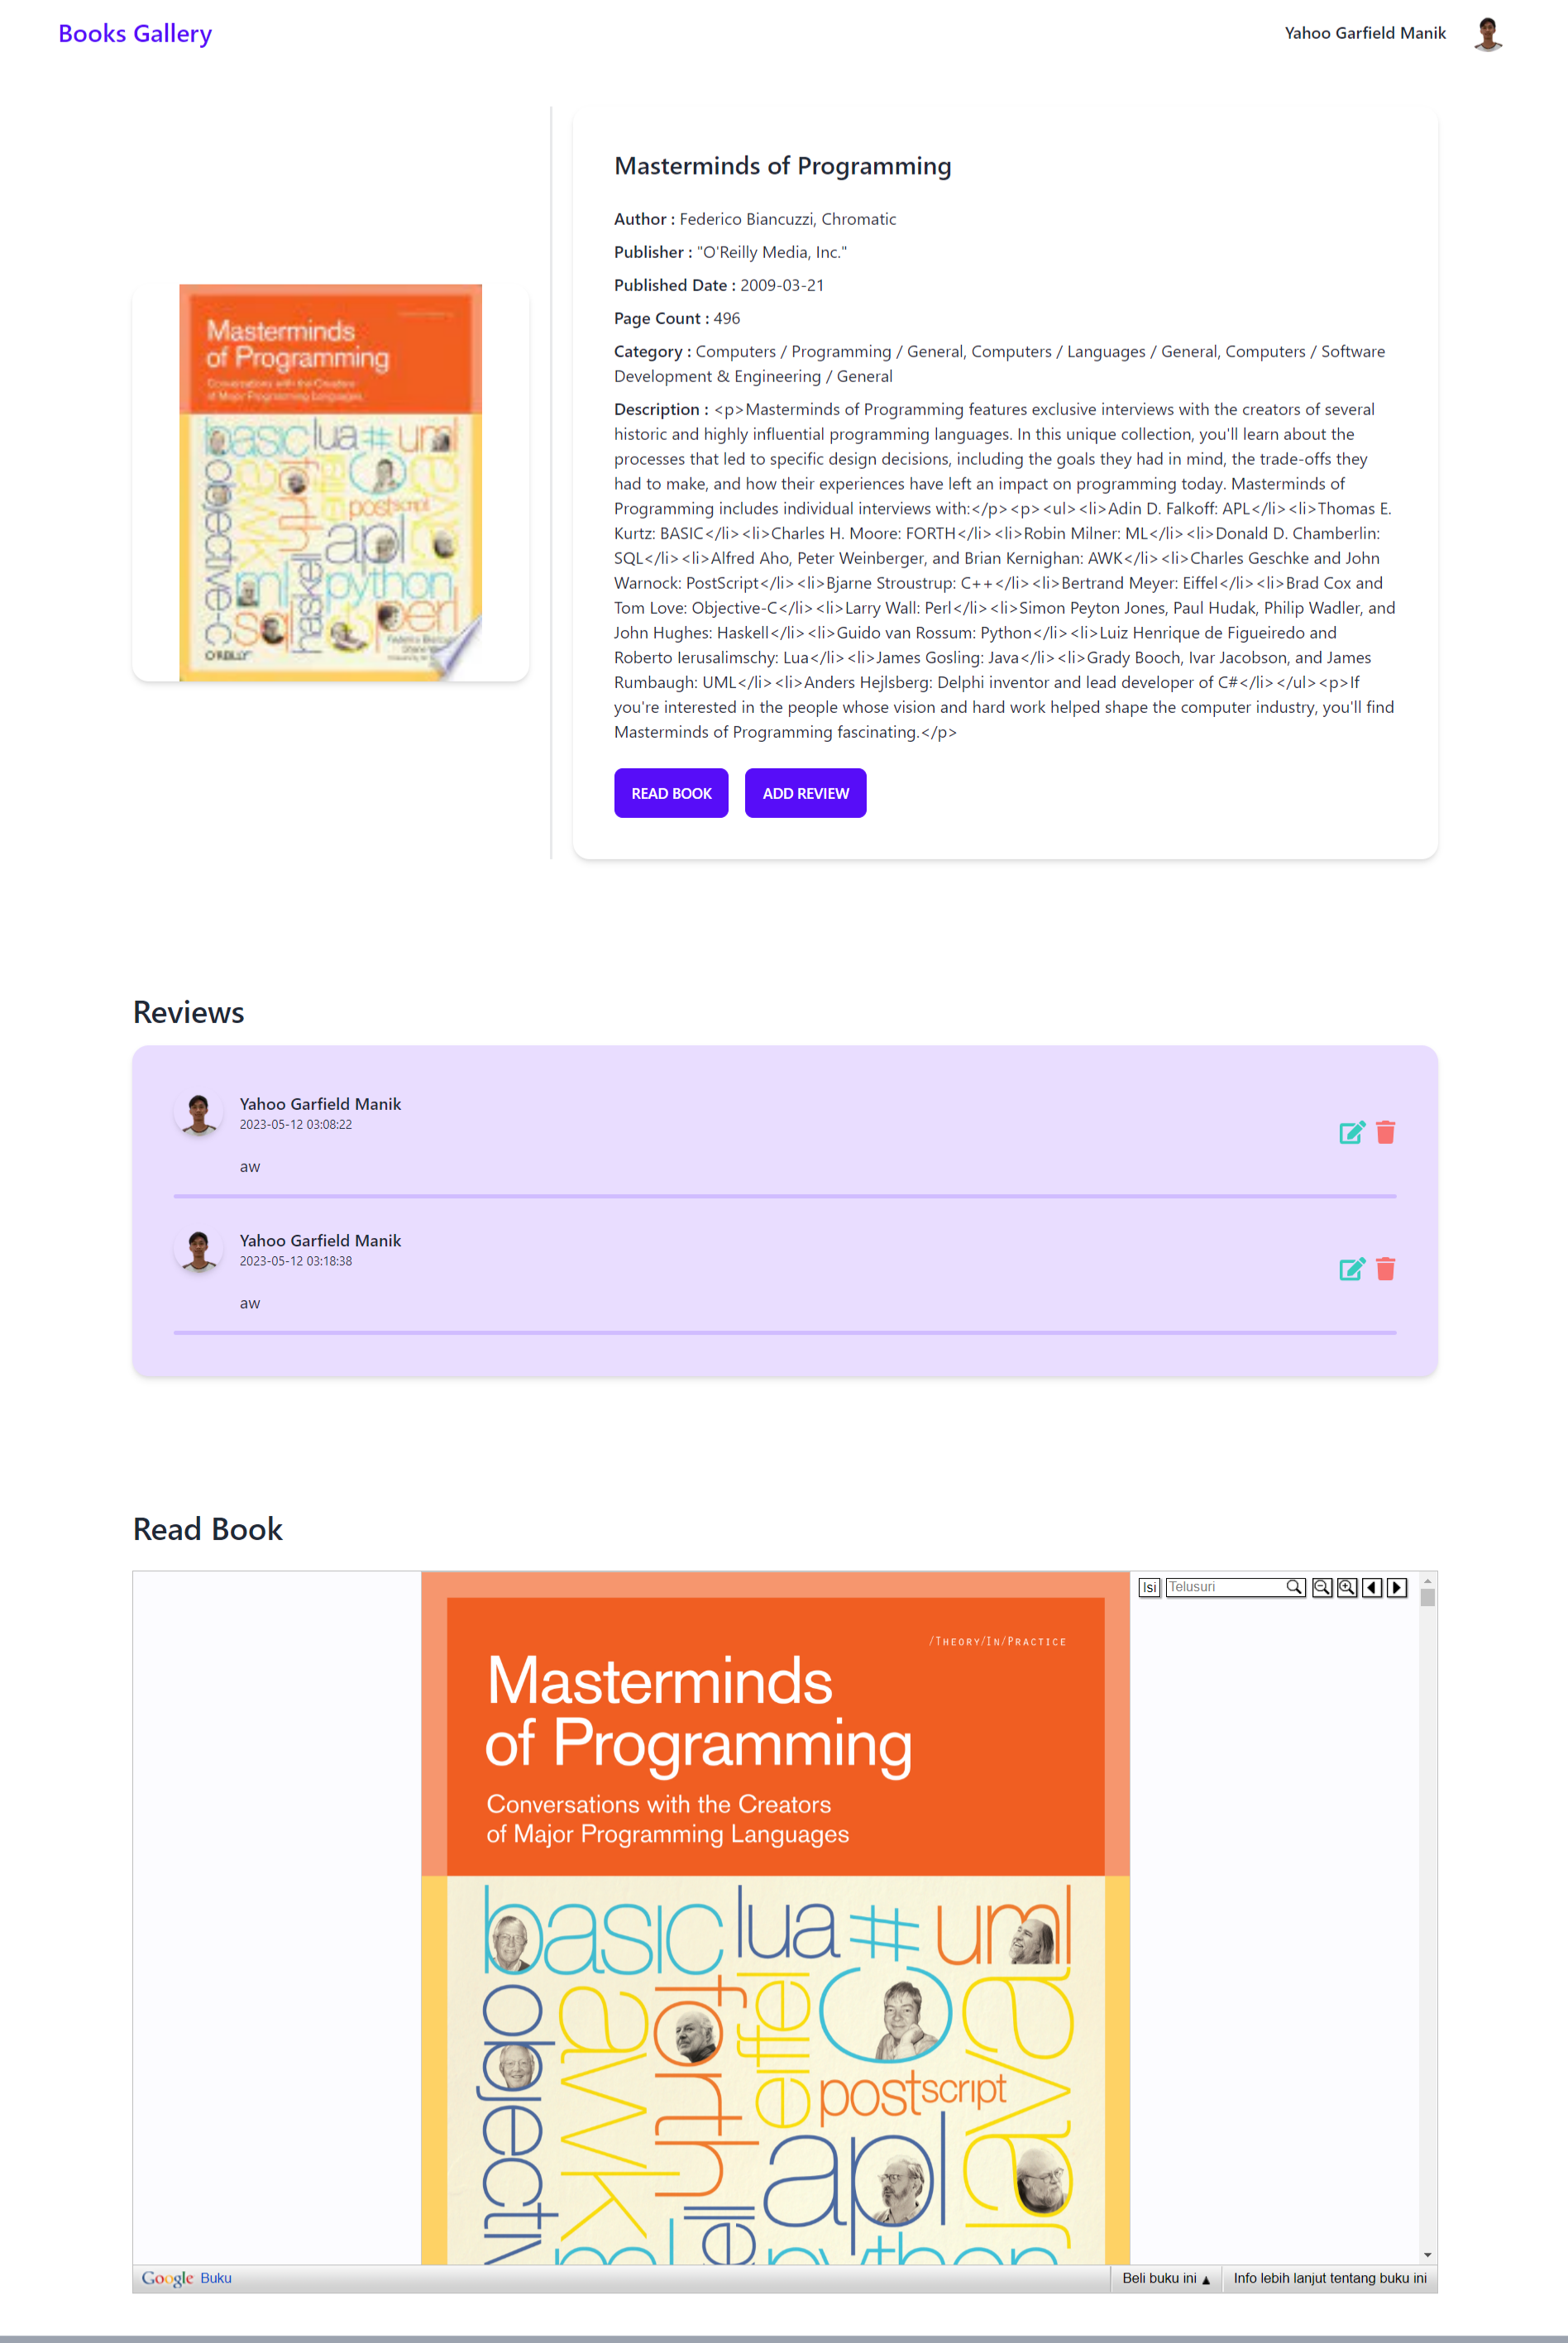 Books Gallery
Yahoo Garfield Manik
Masterminds of Programming
Author : Federico Biancuzzi, Chromatic
Publisher : "O'Reilly Media, Inc."
Published Date : 2009-03-21
Page Count : 496
Category : Computers / Programming / General, Computers / Languages / General, Computers / Software
Development & Engineering / General
Description : <p>Masterminds of Programming features exclusive interviews with the creators of several
historic and highly influential programming languages. In this unique collection, you'll learn about the
processes that led to specific design decisions, including the goals they had in mind, the trade-offs they
had to make, and how their experiences have left an impact on programming today. Masterminds of
Programming includes individual interviews with:</p><p><ul><li>Adin D. Falkoff: APL</li><li>Thomas E.
Kurtz: BASIC</li><li>Charles H. Moore: FORTH</li><li>Robin Milner: ML</li><li>Donald D. Chamberlin:
SQL</li><li>Alfred Aho, Peter Weinberger, and Brian Kernighan: AWK</li><li>Charles Geschke and John
Warnock: PostScript</li><li>Bjarne Stroustrup: C++</li><li>Bertrand Meyer: Eiffel</li><li>Brad Cox and
Tom Love: Objective-C</li><li>Larry Wall: Perl</li><li>Simon Peyton Jones, Paul Hudak, Philip Wadler, and
John Hughes: Haskell</li><li>Guido van Rossum: Python</li><li>Luiz Henrique de Figueiredo and
Roberto Ierusalimschy: Lua</li><li>James Gosling: Java</li><li>Grady Booch, Ivar Jacobson, and James
Rumbaugh: UML</li><li>Anders Hejlsberg: Delphi inventor and lead developer of C#</li></ul><p>If
you're interested in the people whose vision and hard work helped shape the computer industry, you'll find
Masterminds of Programming fascinating.</p>
READ BOOK
ADD REVIEW
Masterminds
of Programming
Conversations with the Creators
of Major Programming Languages
basic lua # uml
objective-c
awk
forth
C
java
postscript
apl
ml
haskell
python
sql
perl
O'REILLY
Reviews
Yahoo Garfield Manik
2023-05-12 03:08:22
aw
Yahoo Garfield Manik
2023-05-12 03:18:38
aw
Read Book
Isi
Telusuri
/THEORY/IN/PRACTICE
Masterminds
of Programming
Conversations with the Creators
of Major Programming Languages
basic lua # uml
objectiv
awk
forth
eiffel
C
java
postscript
apl
ell
ml
python
Google Buku
Beli buku ini
Info lebih lanjut tentang buku ini